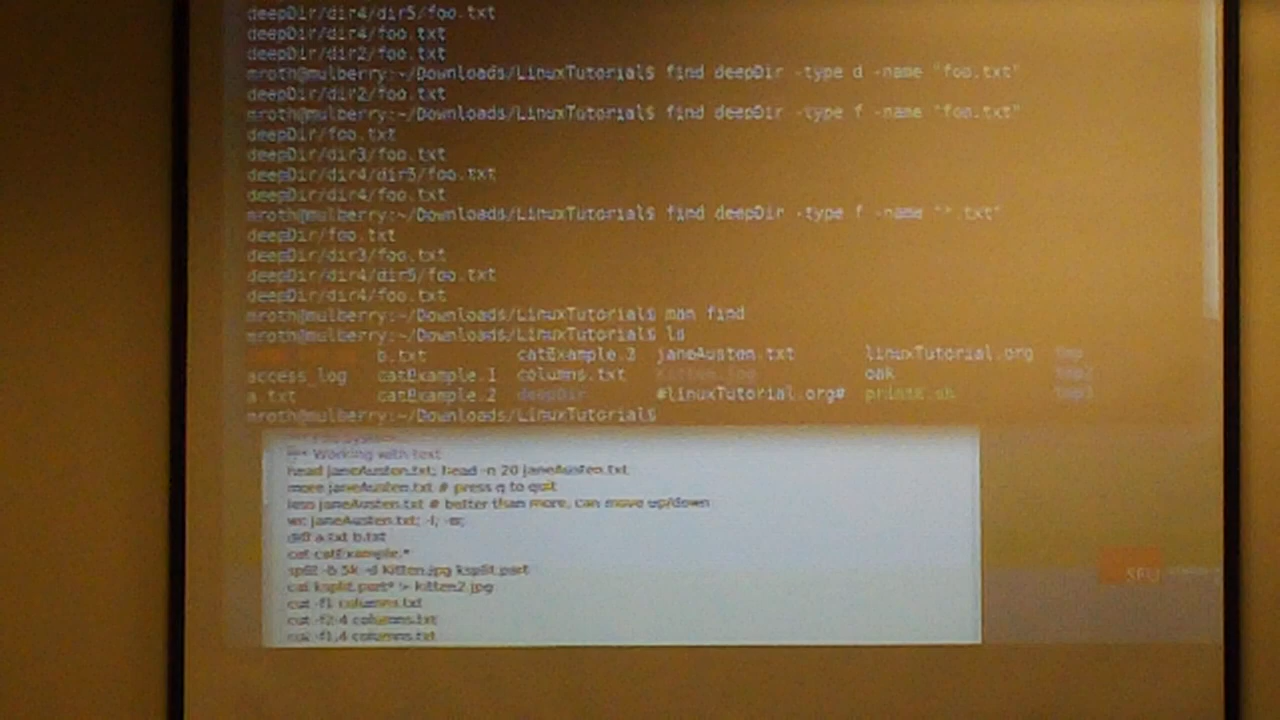 deepDir/dir4/dir5/foo.txt
deepDir/dir4/foo.txt
deepDir/dir2/foo.txt
mroth@mulberry:~/Downloads/LinuxTutorial$ find deepDir -type d -name "foo.txt"
deepDir/dir2/foo.txt
mroth@mulberry:~/Downloads/LinuxTutorial$ find deepDir -type f -name "foo.txt"
deepDir/foo.txt
deepDir/dir3/foo.txt
deepDir/dir4/dir5/foo.txt
deepDir/dir4/foo.txt
mroth@mulberry:~/Downloads/LinuxTutorial$ find deepDir -type f -name "*.txt"
deepDir/foo.txt
deepDir/dir3/foo.txt
deepDir/dir4/dir5/foo.txt
deepDir/dir4/foo.txt
mroth@mulberry:~/Downloads/LinuxTutorial$ man find
mroth@mulberry:~/Downloads/LinuxTutorial$ ls
b.txt catExample.3 janeAusten.txt linuxTutorial.org tmp
access_log catExample.1 columns.txt oak tmp2
a.txt catExample.2 deepDir #linuxTutorial.org# printX.sh tmp3
mroth@mulberry:~/Downloads/LinuxTutorial$
** Working with text
head janeAusten.txt; head -n 20 janeAusten.txt
more janeAusten.txt # press q to quit
less janeAusten.txt # better than more, can move up/down
wc janeAusten.txt; -l; -w;
diff a.txt b.txt
cat catExample.*
split -b 5k -d kitten.jpg ksplit.part
cat ksplit.part* > kitten2.jpg
cut -f1 columns.txt
cut -f2-4 columns.txt
cut -f1,4 columns.txt
SFU